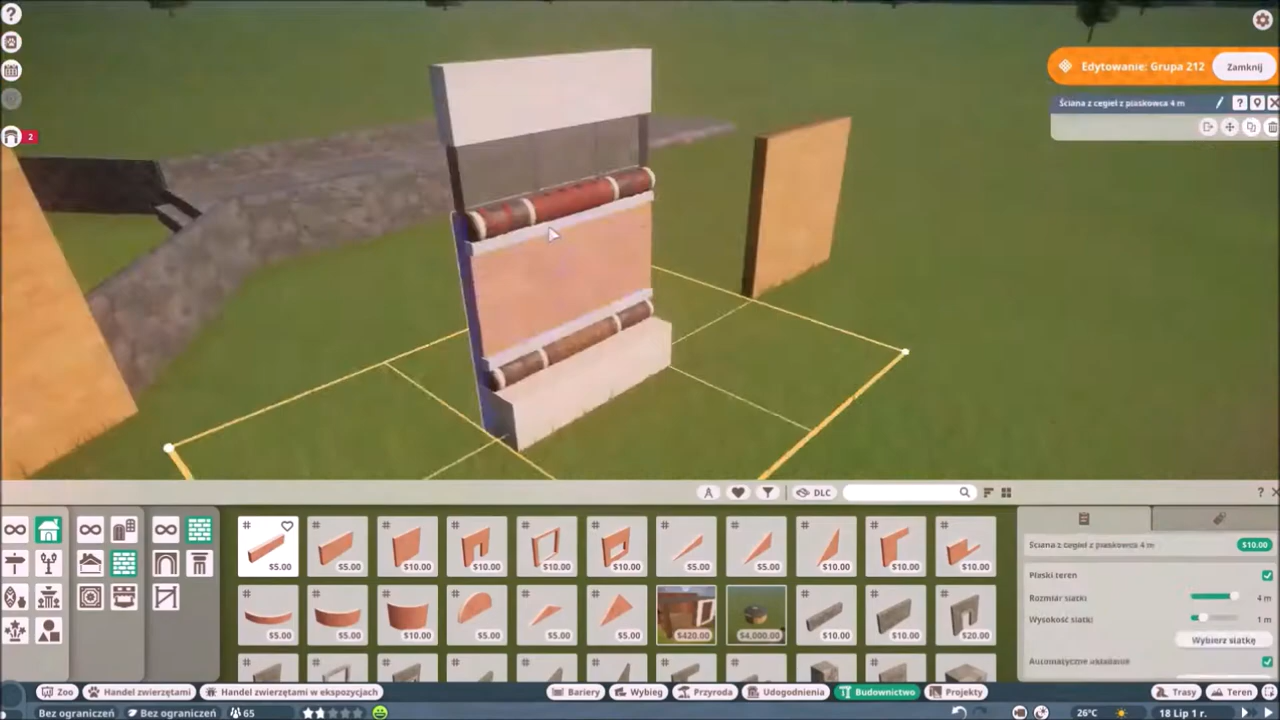 Edytowanie: Grupa 212
Zamknij
Ściana z cegieł z piaskowca 4 m
2
DLC
$5.00 $5.00 $10.00 $10.00 $10.00 $10.00 $5.00 $5.00 $10.00 $10.00 $10.00
$5.00 $5.00 $10.00 $5.00 $5.00 $5.00 $420.00 $4,000.00 $10.00 $10.00 $20.00
Ściana z cegieł z piaskowca 4 m $10.00
Płaski teren
Rozmiar siatki 4 m
Wysokość siatki 1 m
Wybierz siatkę
Automatyczne układanie
Zoo Handel zwierzętami Handel zwierzętami w ekspozycjach Bariery Wybieg Przyroda Udogodnienia Budownictwo Projekty Trasy Teren
Bez ograniczeń Bez ograniczeń 65 26°C 18 Lip 1 r.